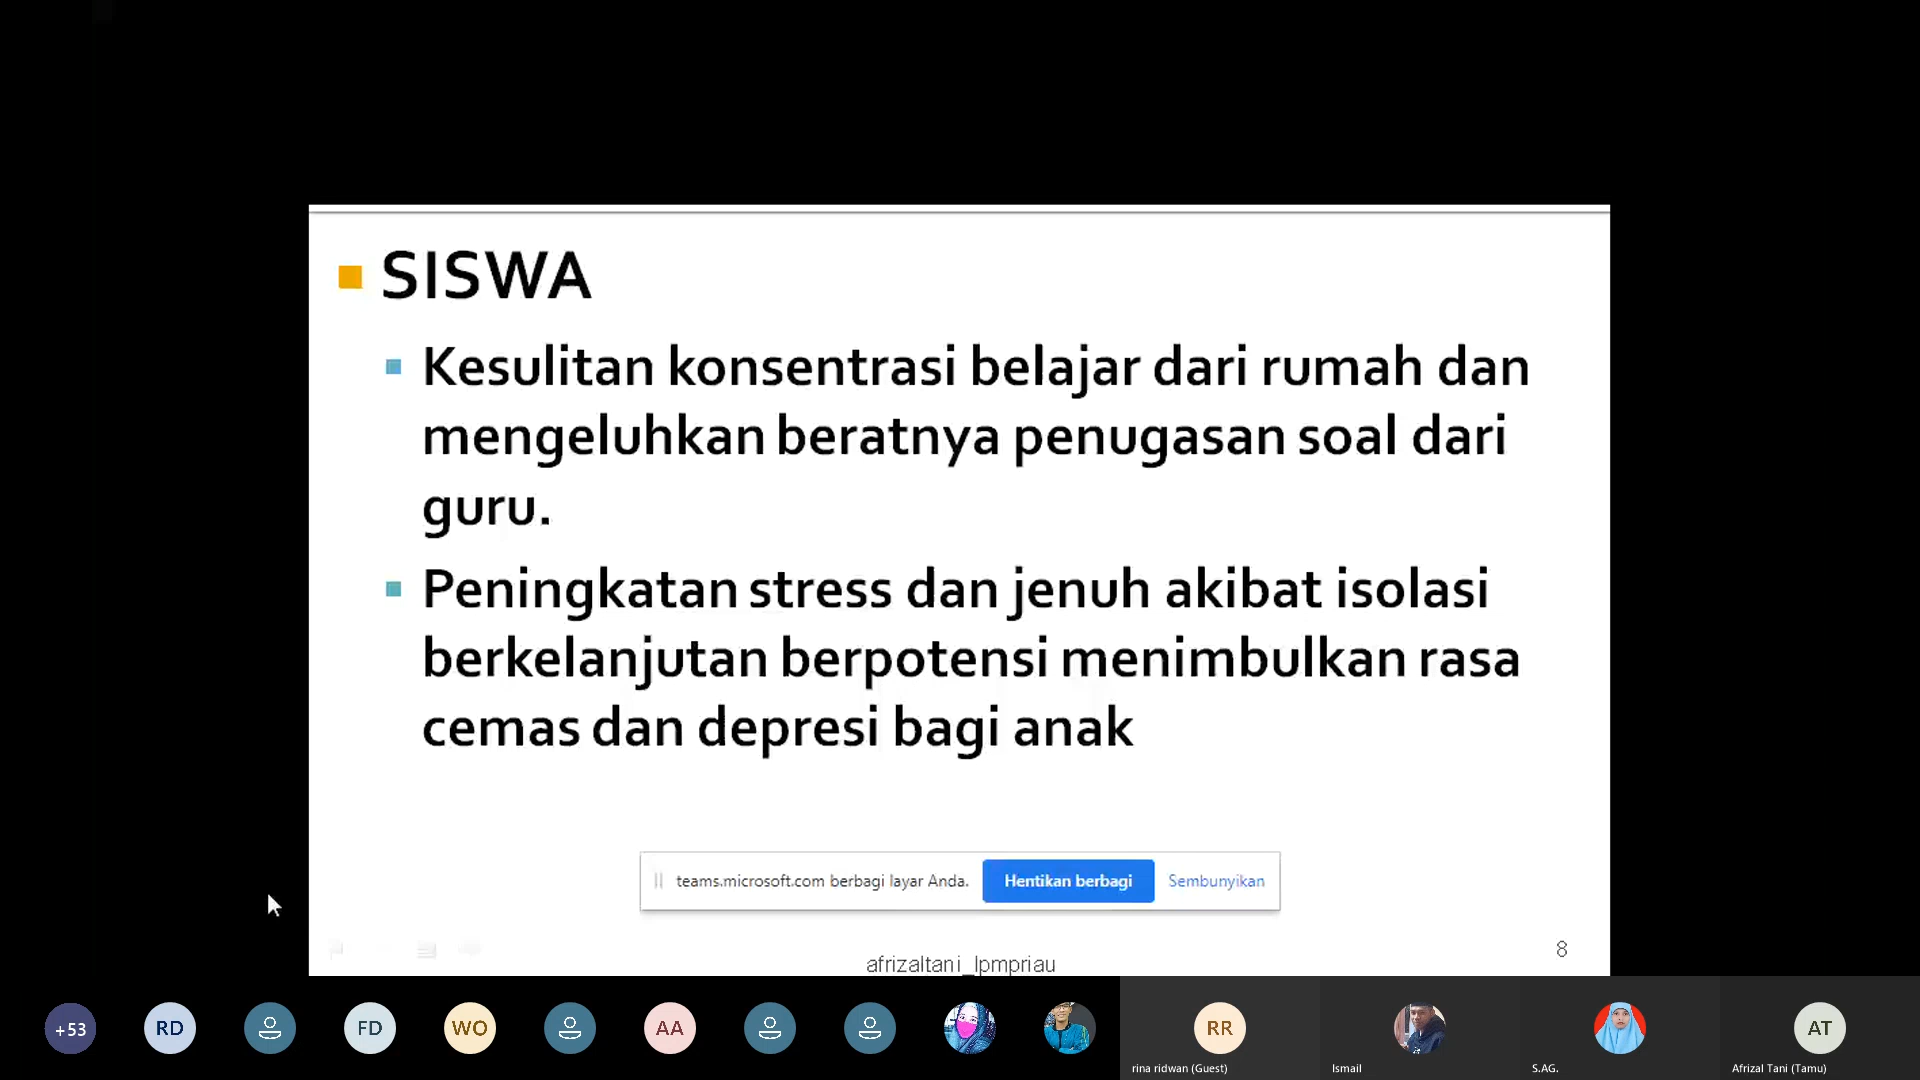 SISWA
Kesulitan konsentrasi belajar dari rumah dan
mengeluhkan beratnya penugasan soal dari
guru.
Peningkatan stress dan jenuh akibat isolasi
berkelanjutan berpotensi menimbulkan rasa
cemas dan depresi bagi anak
teams.microsoft.com berbagi layar Anda. Hentikan berbagi Sembunyikan
8
afrizaltani_lpmpriau
+53 RD FD WO AA RR AT
rina ridwan (Guest) Ismail S.AG. Afrizal Tani (Tamu)